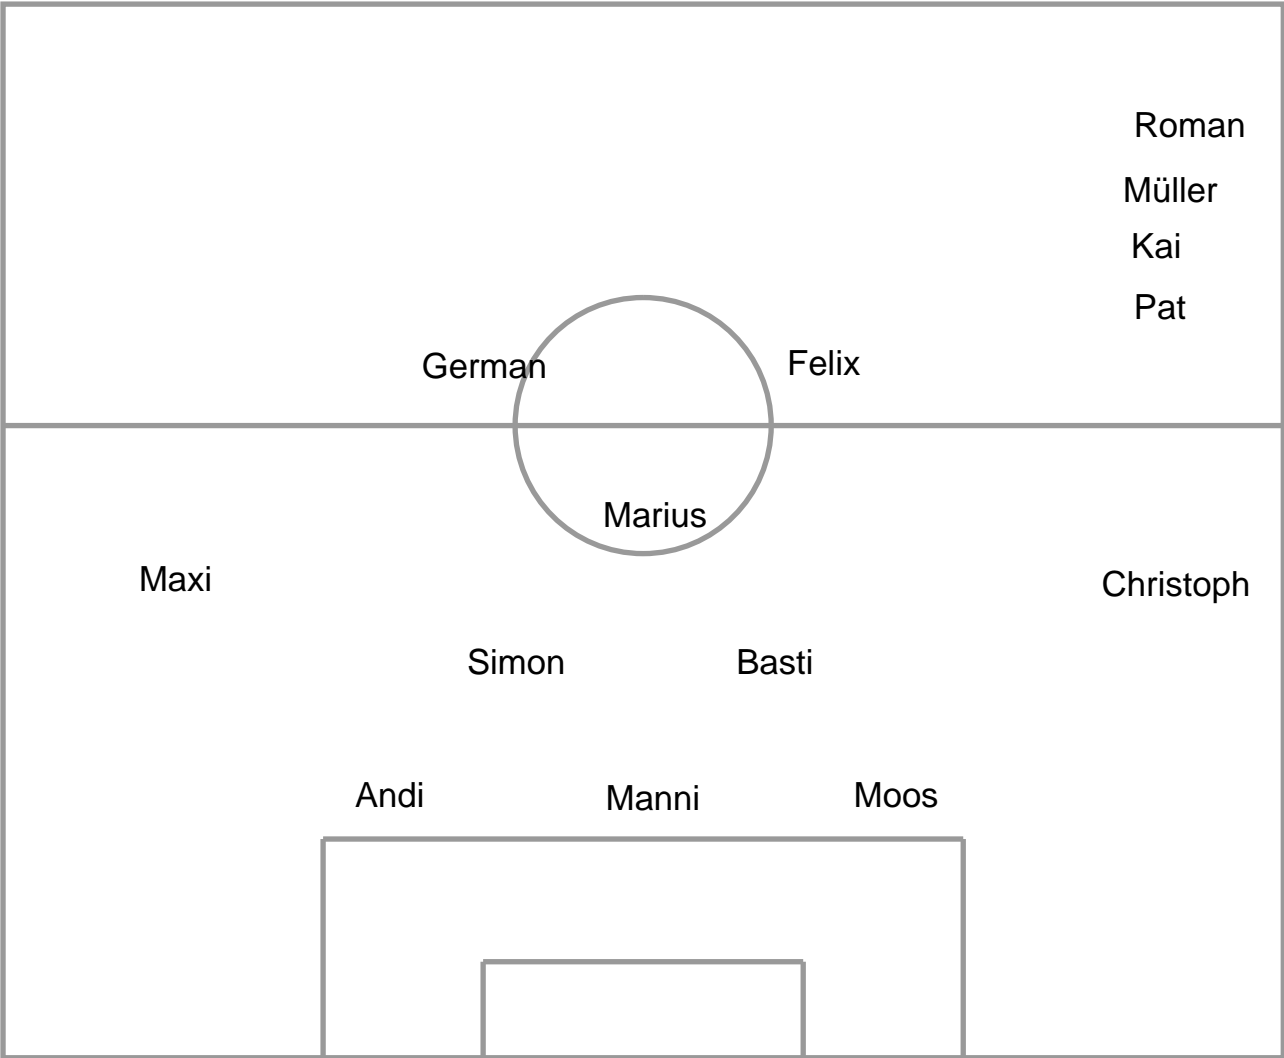 Roman
Müller
Kai
Pat
German
Felix
Marius
Maxi
Christoph
Simon
Basti
Andi
Manni
Moos